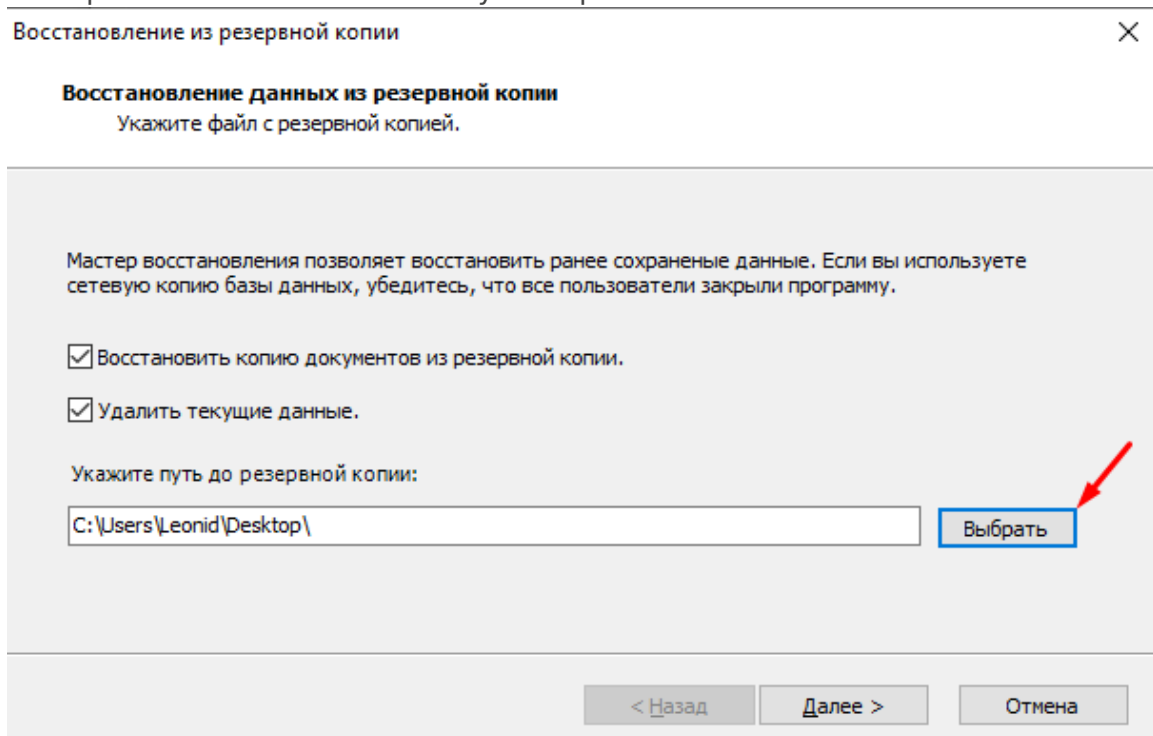 Восстановление из резервной копии
Восстановление данных из резервной копии
Укажите файл с резервной копией.
Мастер восстановления позволяет восстановить ранее сохраненые данные. Если вы используете
сетевую копию базы данных, убедитесь, что все пользователи закрыли программу.
Восстановить копию документов из резервной копии.
Удалить текущие данные.
Укажите путь до резервной копии:
C:\Users\Leonid\Desktop\
Выбрать
< Назад
Далее >
Отмена